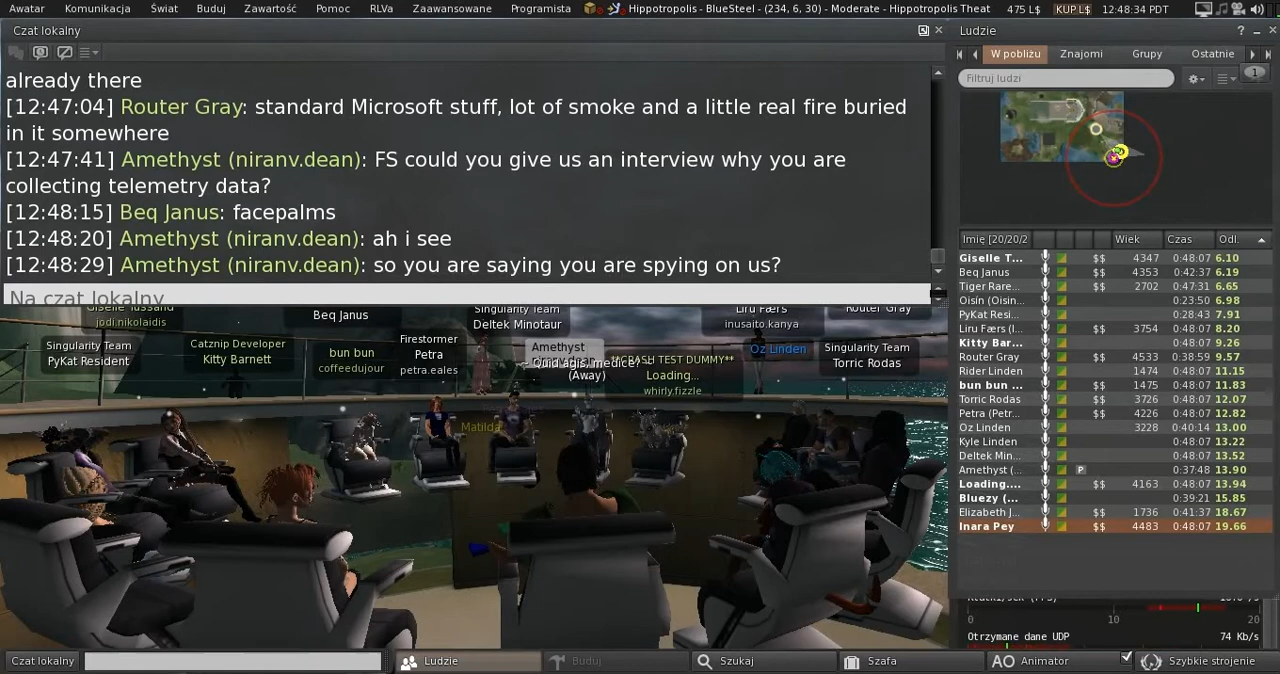 Awatar Komunikacja Świat Buduj Zawartość Pomoc RLVa Zaawansowane Programista Hippotropolis - BlueSteel - (234, 6, 30) - Moderate - Hippotropolis Theat 475 L$ KUP L$ 12:48:34 PDT
Czat lokalny
already there
[12:47:04] Router Gray: standard Microsoft stuff, lot of smoke and a little real fire buried
in it somewhere
[12:47:41] Amethyst (niranv.dean): FS could you give us an interview why you are
collecting telemetry data?
[12:48:15] Beq Janus: facepalms
[12:48:20] Amethyst (niranv.dean): ah i see
[12:48:29] Amethyst (niranv.dean): so you are saying you are spying on us?
Na czat lokalny
Giselle Tassand
jodi.nikolaidis
Beq Janus
Singularity Team
Deltek Minotaur
Liru Færs
inusaito.kanya
Router Gray
Singularity Team
PyKat Resident
Catznip Developer
Kitty Barnett
bun bun
coffeedujour
Firestormer
Petra
petra.eales
Amethyst
Quid agis, medice?
(Away)
**CRASH TEST DUMMY**
Loading...
whirly.fizzle
Oz Linden
Singularity Team
Torric Rodas
Matilda
Ludzie
?
W pobliżu Znajomi Grupy Ostatnie
1
Filtruj ludzi
Imię [20/20/2 Wiek Czas Odl.
Giselle T... $$ 4347 0:48:07 6.10
Beq Janus $$ 4353 0:42:37 6.19
Tiger Rare... $$ 2702 0:47:31 6.65
Oisín (Oisin... 0:23:50 6.98
PyKat Resi... 0:28:43 7.91
Liru Færs (I... $$ 3754 0:48:07 8.20
Kitty Bar... 0:48:07 9.26
Router Gray $$ 4533 0:38:59 9.57
Rider Linden 1474 0:48:07 11.15
bun bun ... $$ 1475 0:48:07 11.83
Torric Rodas $$ 3726 0:48:07 12.07
Petra (Petr... $$ 4226 0:48:07 12.82
Oz Linden 3228 0:40:14 13.00
Kyle Linden 0:48:07 13.22
Deltek Min... 0:48:07 13.52
Amethyst (... P 0:37:48 13.90
Loading.... $$ 4163 0:48:07 13.94
Bluezy (... 0:39:21 15.85
Elizabeth J... $$ 1736 0:41:37 18.67
Inara Pey $$ 4483 0:48:07 19.66
0 10 20
Otrzymane dane UDP 74 Kb/s
Czat lokalny Ludzie Buduj Szukaj Szafa AO Animator Szybkie strojenie